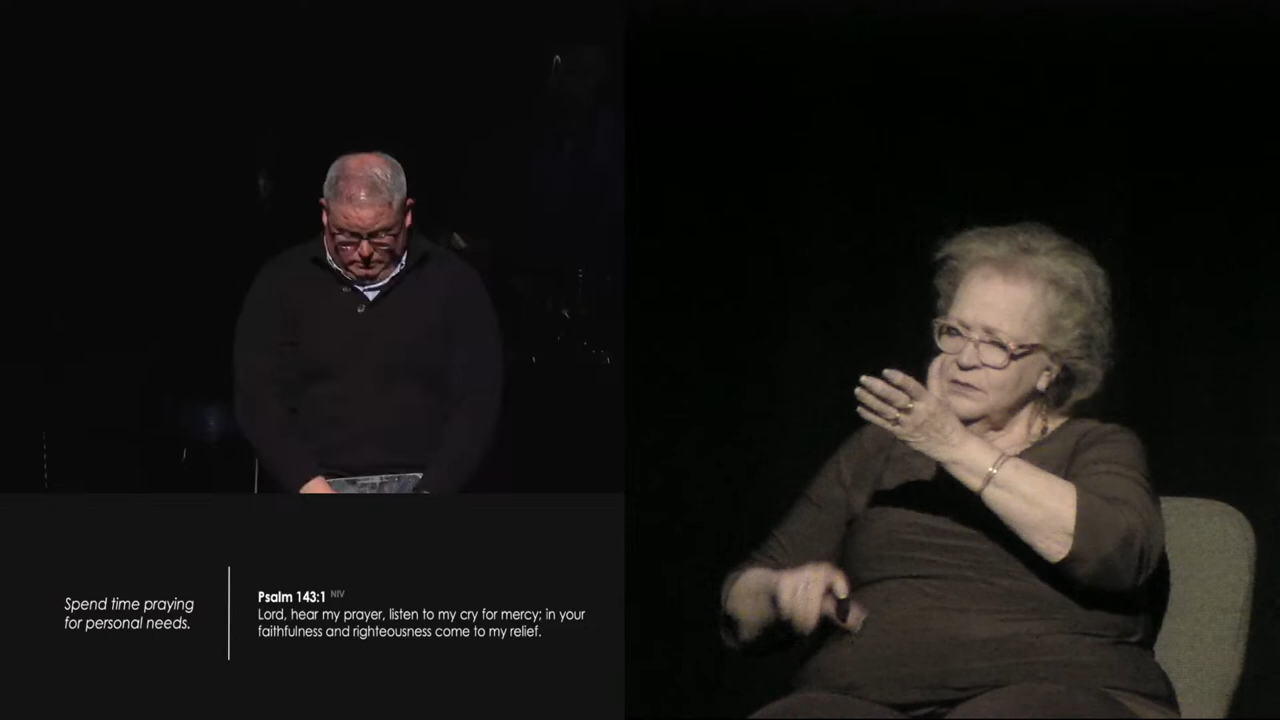 Spend time praying
for personal needs.
Psalm 143:1 NIV
Lord, hear my prayer, listen to my cry for mercy; in your
faithfulness and righteousness come to my relief.